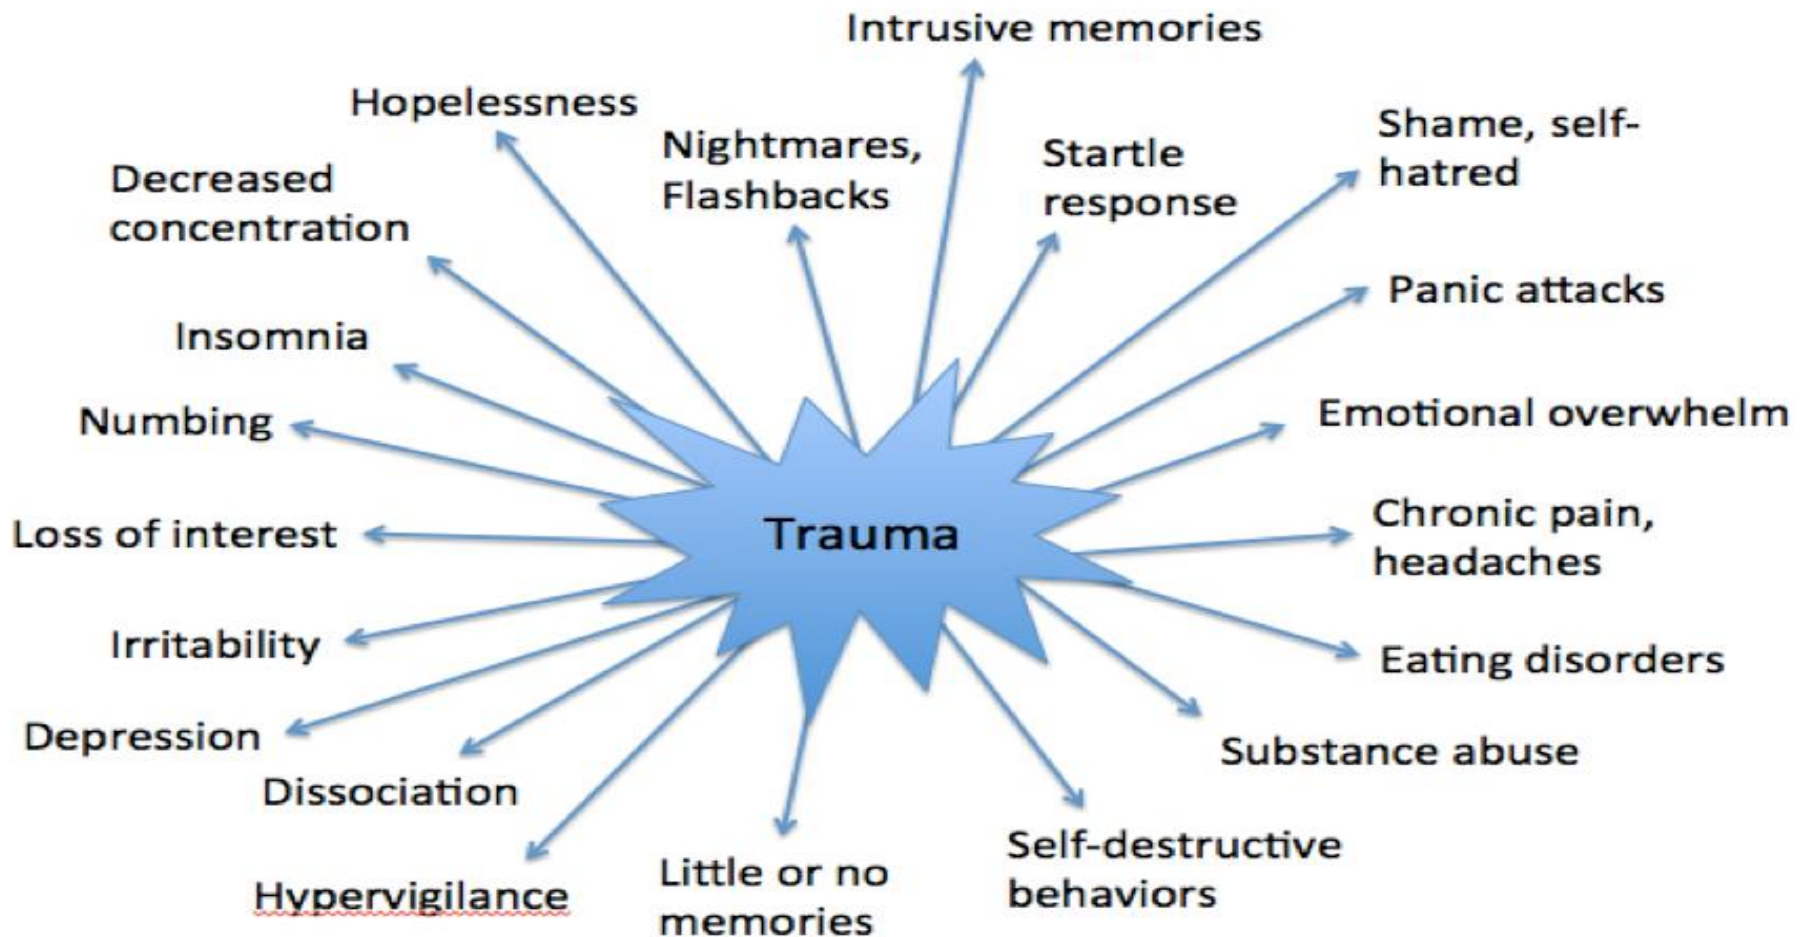 Intrusive memories
Hopelessness
Nightmares,
Flashbacks
Startle
response
Shame, self-
hatred
Decreased
concentration
Panic attacks
Insomnia
Numbing
Emotional overwhelm
Loss of interest
Trauma
Chronic pain,
headaches
Irritability
Eating disorders
Depression
Substance abuse
Dissociation
Hypervigilance
Little or no
memories
Self-destructive
behaviors